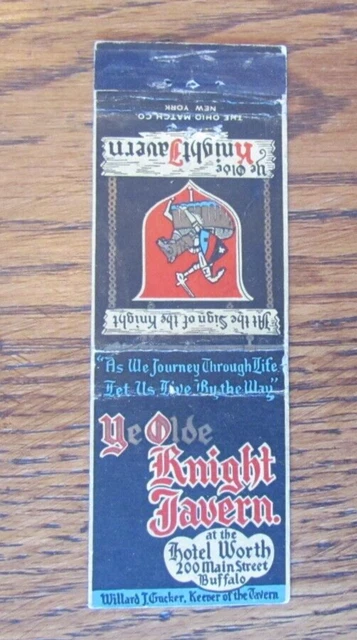 THE OHIO MATCH CO.
NEW YORK
Ye Olde
Knight Tavern
At the Sign of the Knight
"As We Journey Through Life
Let Us Live By the Way"
Ye Olde
Knight
Tavern.
at the
Hotel Worth
200 Main Street
Buffalo
Willard J. Gucker, Keeper of the Tavern